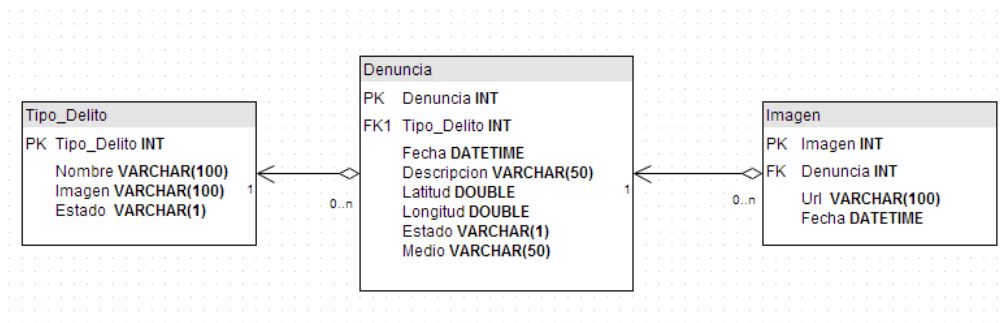 Tipo_Delito
PK Tipo_Delito INT
Nombre VARCHAR(100)
Imagen VARCHAR(100)
Estado VARCHAR(1)
1
0..n
Denuncia
PK Denuncia INT
FK1 Tipo_Delito INT
Fecha DATETIME
Descripcion VARCHAR(50)
Latitud DOUBLE
Longitud DOUBLE
Estado VARCHAR(1)
Medio VARCHAR(50)
1
0..n
Imagen
PK Imagen INT
FK Denuncia INT
Url VARCHAR(100)
Fecha DATETIME